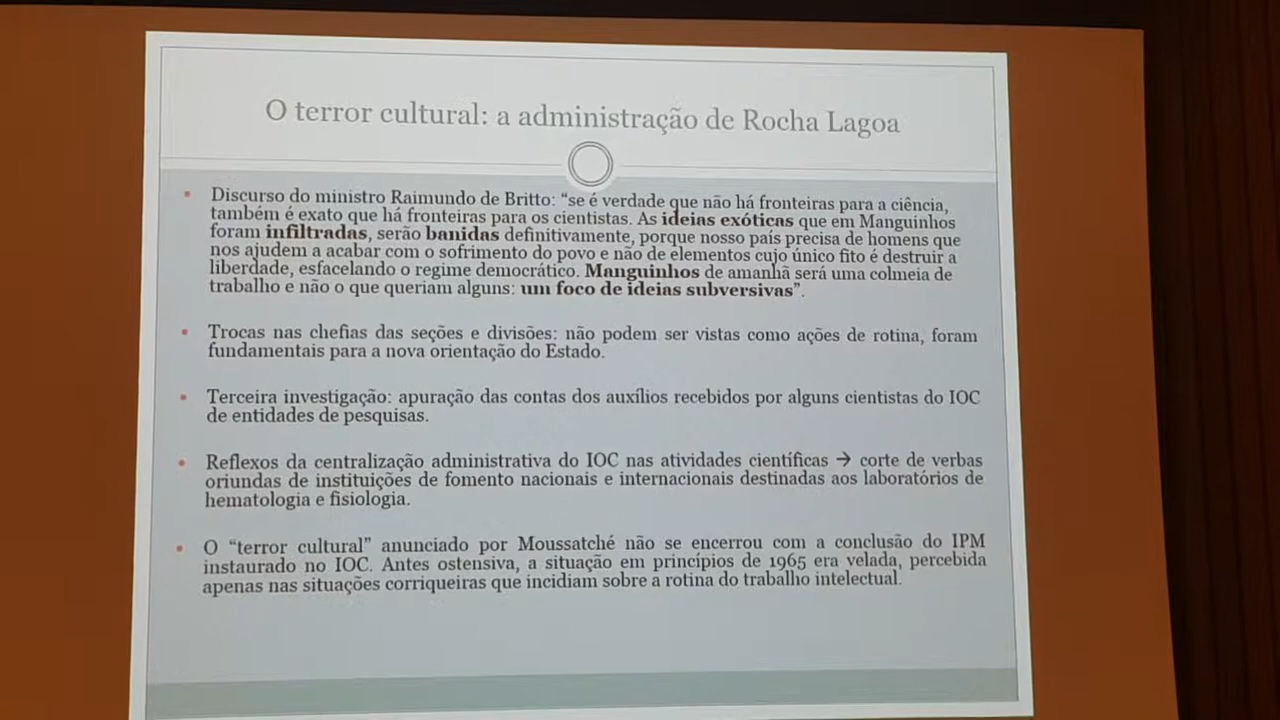 O terror cultural: a administração de Rocha Lagoa
• Discurso do ministro Raimundo de Britto: “se é verdade que não há fronteiras para a ciência,
também é exato que há fronteiras para os cientistas. As ideias exóticas que em Manguinhos
foram infiltradas, serão banidas definitivamente, porque nosso país precisa de homens que
nos ajudem a acabar com o sofrimento do povo e não de elementos cujo único fito é destruir a
liberdade, esfacelando o regime democrático. Manguinhos de amanhã será uma colmeia de
trabalho e não o que queriam alguns: um foco de ideias subversivas”.
• Trocas nas chefias das seções e divisões: não podem ser vistas como ações de rotina, foram
fundamentais para a nova orientação do Estado.
• Terceira investigação: apuração das contas dos auxílios recebidos por alguns cientistas do IOC
de entidades de pesquisas.
• Reflexos da centralização administrativa do IOC nas atividades científicas → corte de verbas
oriundas de instituições de fomento nacionais e internacionais destinadas aos laboratórios de
hematologia e fisiologia.
• O “terror cultural” anunciado por Moussatché não se encerrou com a conclusão do IPM
instaurado no IOC. Antes ostensiva, a situação em princípios de 1965 era velada, percebida
apenas nas situações corriqueiras que incidiam sobre a rotina do trabalho intelectual.